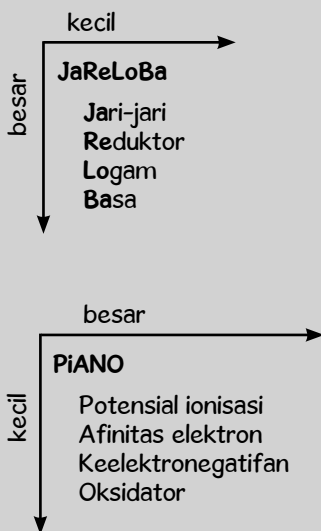 kecil
besar
JaReLoBa
Jari-jari
Reduktor
Logam
Basa
besar
kecil
PiANO
Potensial ionisasi
Afinitas elektron
Keelektronegatifan
Oksidator